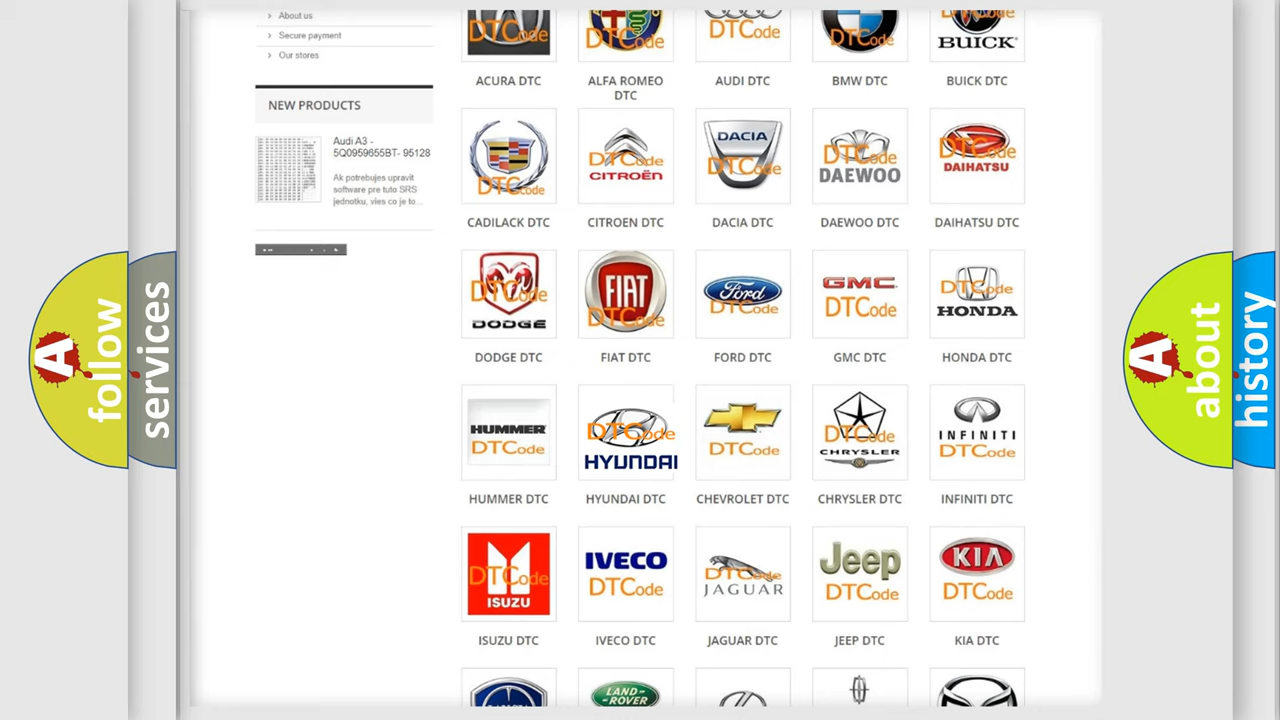 About us
Secure payment
Our stores
NEW PRODUCTS
Audi A3 -
5Q0959655BT- 95128
Ak potrebujes upravit
software pre tuto SRS
jednotku, vies co je to...
DTCode DTCode DTCode DTCode BUICK
ACURA DTC ALFA ROMEO DTC AUDI DTC BMW DTC BUICK DTC
DTCode
DTCode CITROËN
DACIA DTCode
DTCode DAEWOO
DTCode DAIHATSU
CADILACK DTC CITROEN DTC DACIA DTC DAEWOO DTC DAIHATSU DTC
DTCode DODGE
FIAT DTCode
Ford DTCode
GMC DTCode
DTCode HONDA
DODGE DTC FIAT DTC FORD DTC GMC DTC HONDA DTC
HUMMER DTCode
DTCode HYUNDAI
DTCode
DTCode CHRYSLER
INFINITI DTCode
HUMMER DTC HYUNDAI DTC CHEVROLET DTC CHRYSLER DTC INFINITI DTC
DTCode ISUZU
IVECO DTCode
DTCode JAGUAR
Jeep DTCode
KIA DTCode
ISUZU DTC IVECO DTC JAGUAR DTC JEEP DTC KIA DTC
LAND-ROVER
A follow
services
A about
history